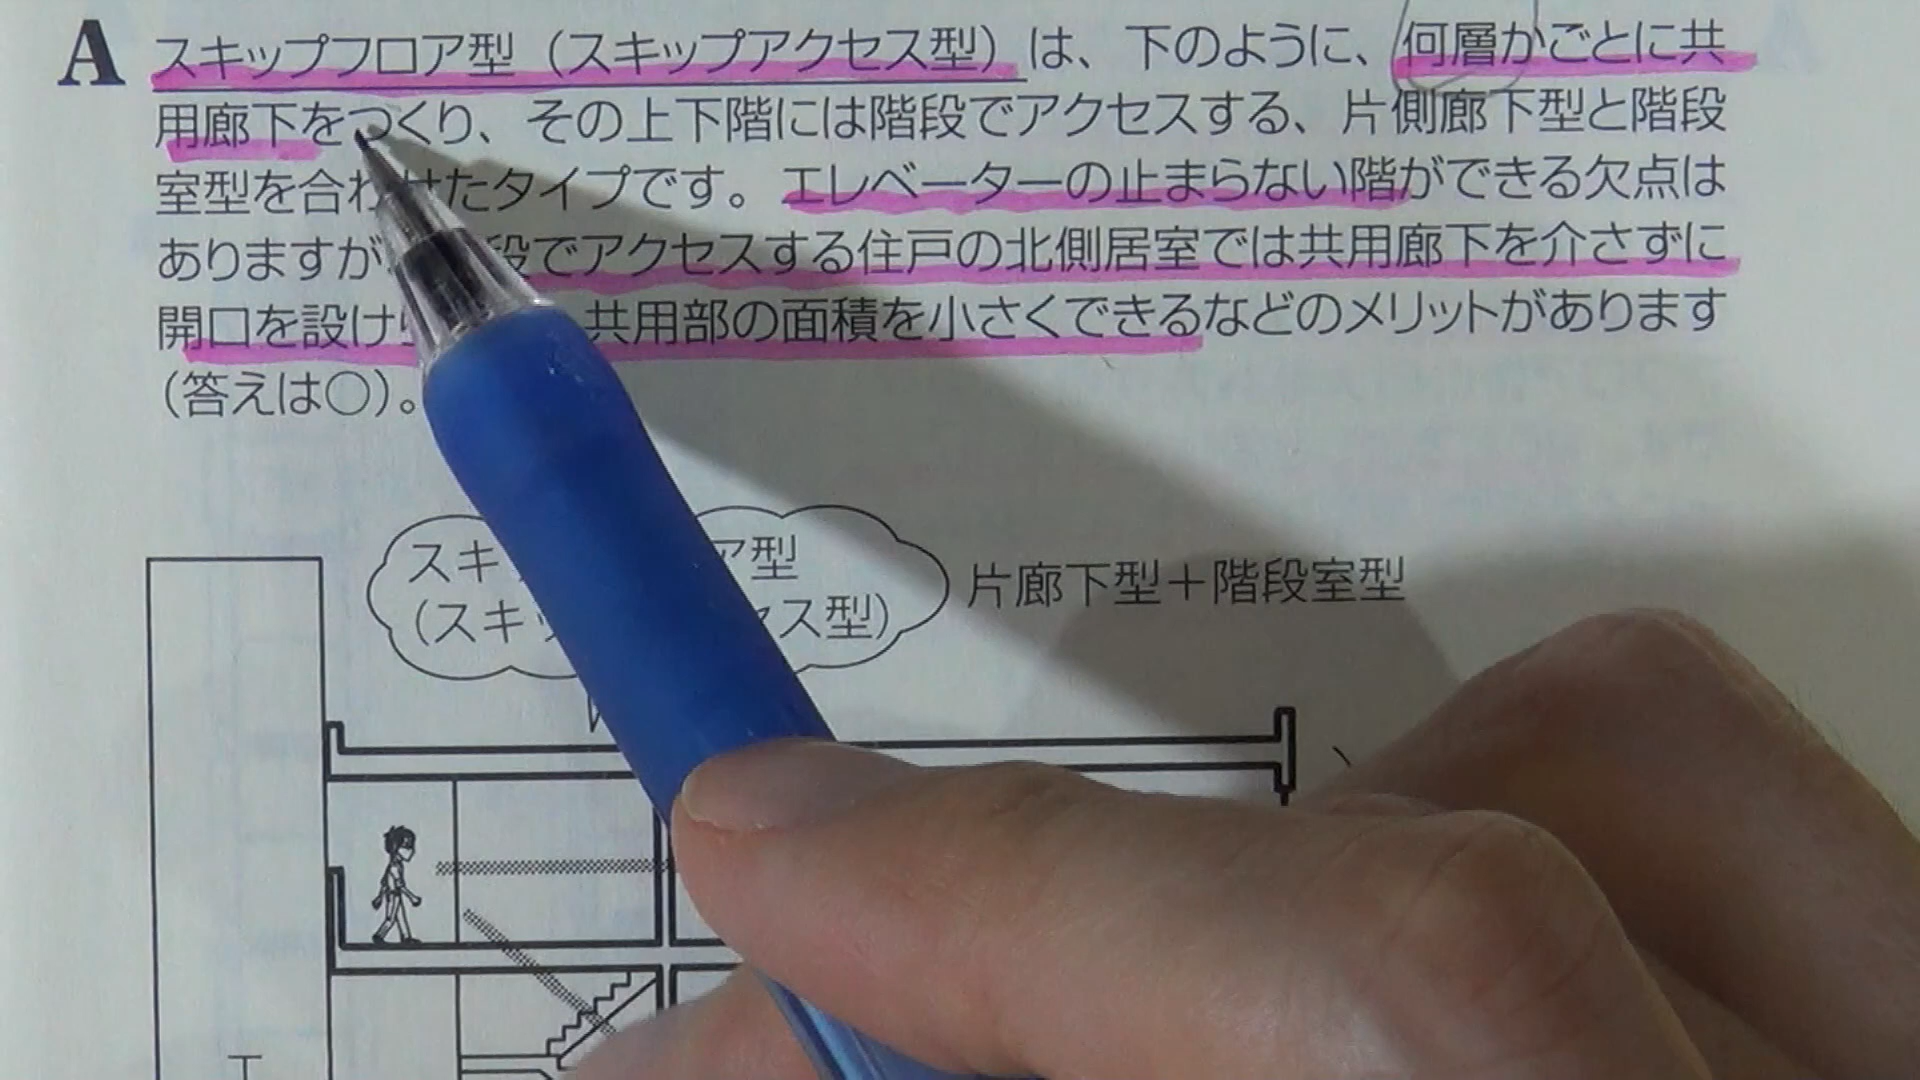 A スキップフロア型（スキップアクセス型）は、下のように、何層かごとに共
用廊下をつくり、その上下階には階段でアクセスする、片側廊下型と階段
室型を合わせたタイプです。エレベーターの止まらない階ができる欠点は
ありますが 段でアクセスする住戸の北側居室では共用廊下を介さずに
開口を設け 共用部の面積を小さくできるなどのメリットがあります
（答えは○）。
スキ ア型
(スキッ セス型)
片廊下型＋階段室型